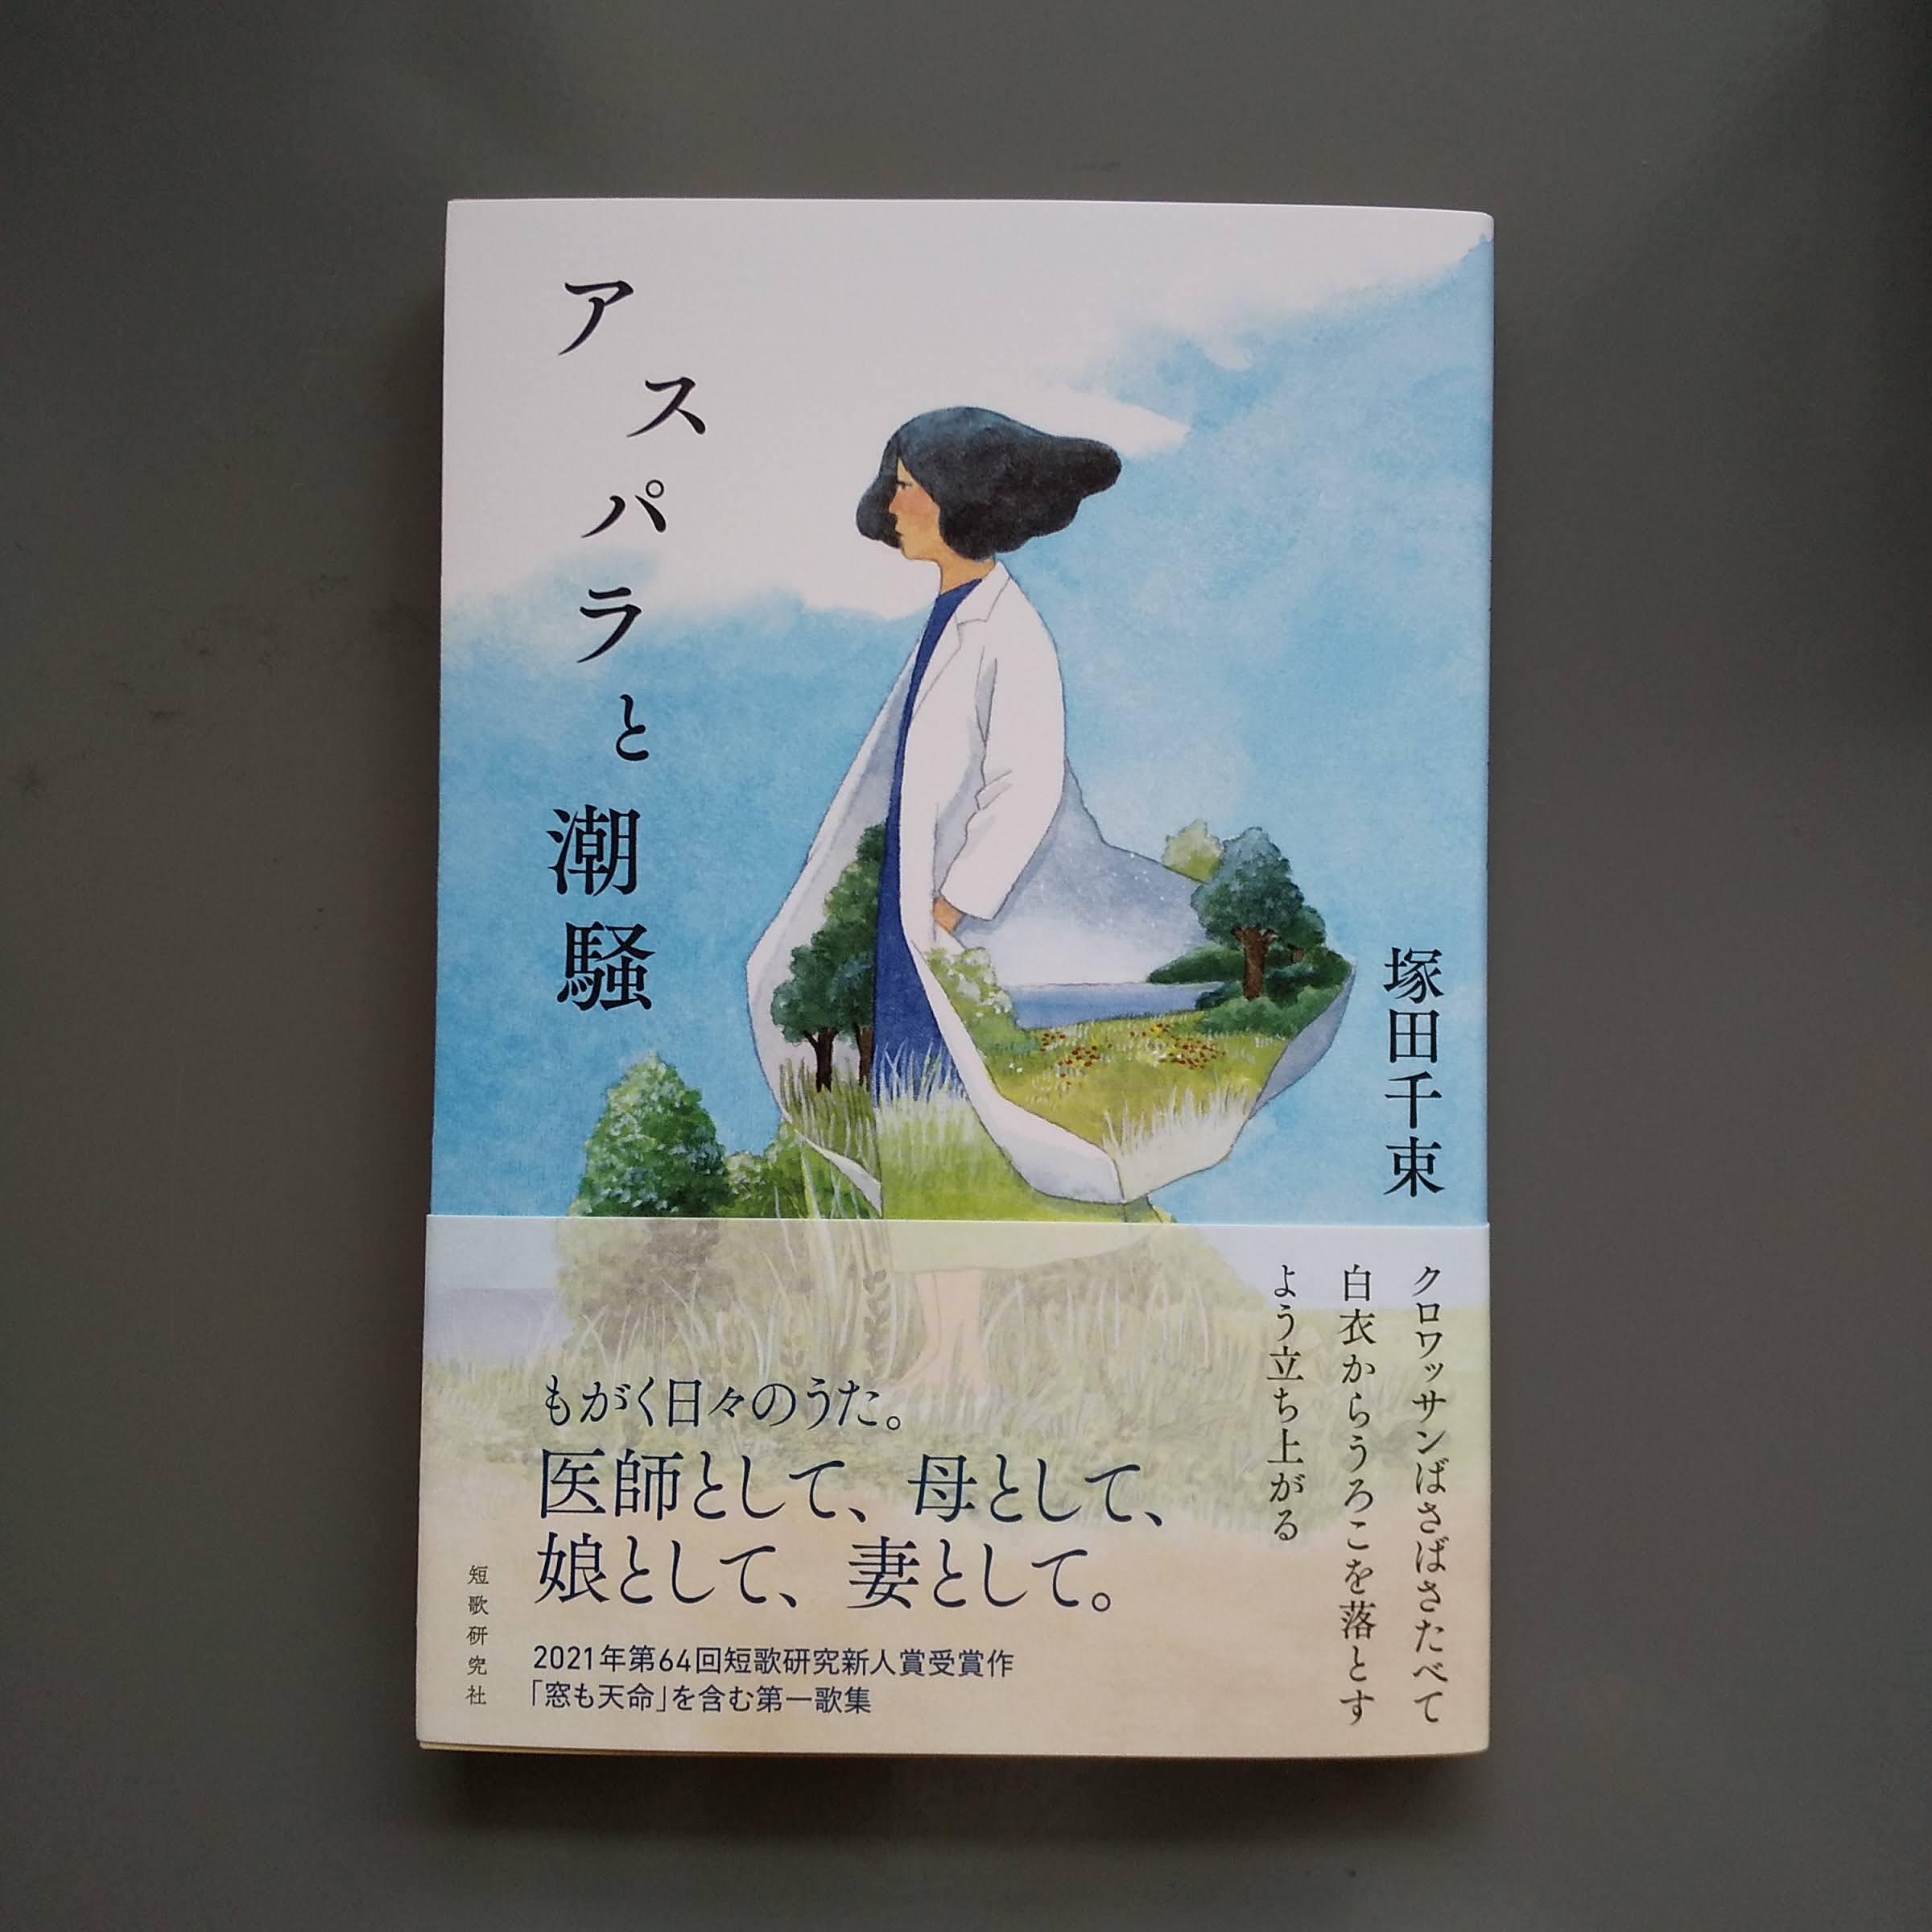 アスパラと潮騒
塚田千束
クロワッサンばさばさたべて
白衣からうろこを落とす
よう立ち上がる
もがく日々のうた。
医師として、母として、
娘として、妻として。
2021年第64回短歌研究新人賞受賞作
「窓も天命」を含む第一歌集
短歌研究社